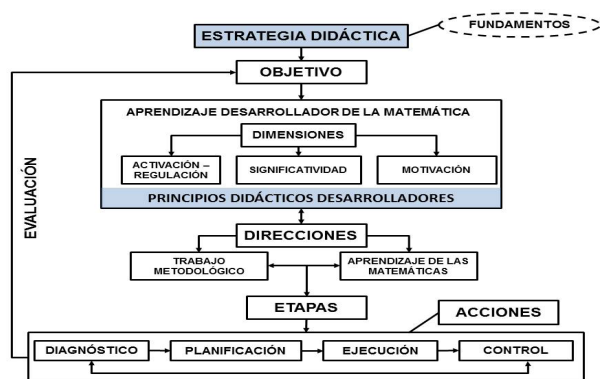 ESTRATEGIA DIDÁCTICA
FUNDAMENTOS
OBJETIVO
APRENDIZAJE DESARROLLADOR DE LA MATEMÁTICA
DIMENSIONES
ACTIVACIÓN –
REGULACIÓN
SIGNIFICATIVIDAD
MOTIVACIÓN
PRINCIPIOS DIDÁCTICOS DESARROLLADORES
DIRECCIONES
TRABAJO
METODOLÓGICO
APRENDIZAJE DE LAS
MATEMÁTICAS
ETAPAS
ACCIONES
DIAGNÓSTICO
PLANIFICACIÓN
EJECUCIÓN
CONTROL
EVALUACIÓN